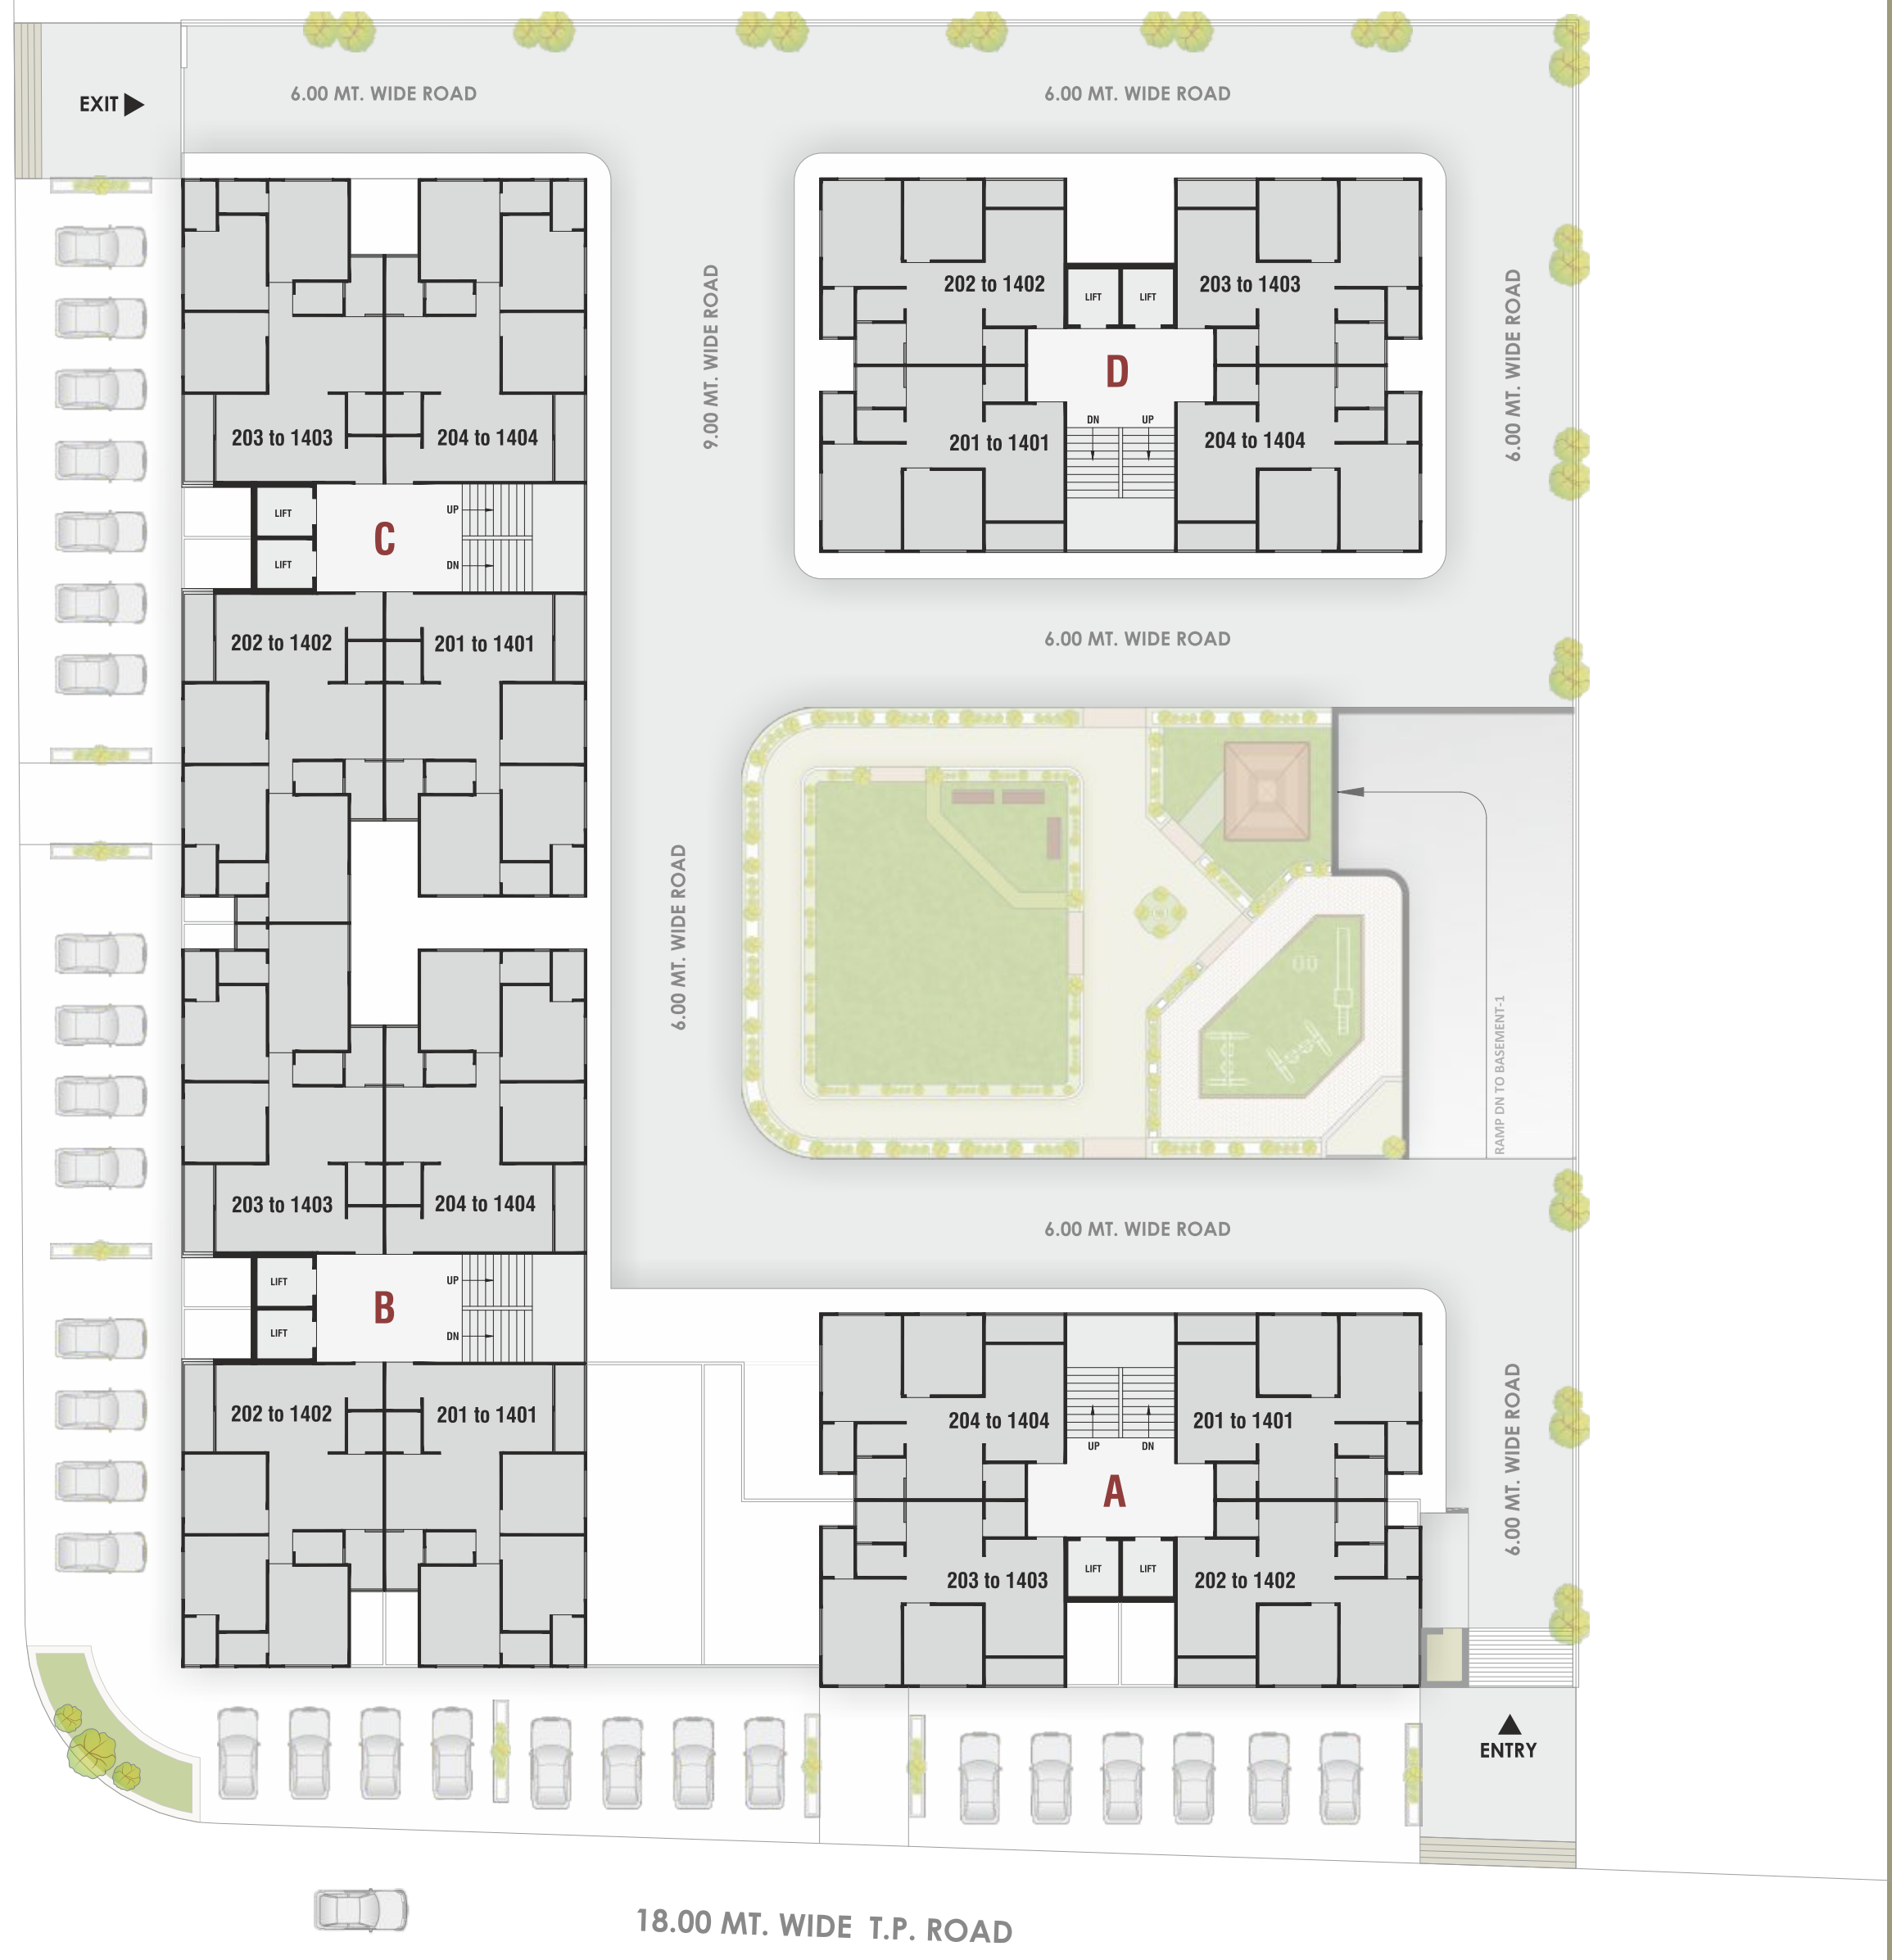 6.00 MT. WIDE ROAD
6.00 MT. WIDE ROAD
EXIT
202 to 1402
203 to 1403
LIFT
LIFT
9.00 MT. WIDE ROAD
6.00 MT. WIDE ROAD
D
DN
UP
201 to 1401
204 to 1404
203 to 1403
204 to 1404
LIFT
UP
C
LIFT
DN
202 to 1402
201 to 1401
6.00 MT. WIDE ROAD
6.00 MT. WIDE ROAD
RAMP DN TO BASEMENT-1
203 to 1403
204 to 1404
6.00 MT. WIDE ROAD
LIFT
UP
B
LIFT
DN
202 to 1402
201 to 1401
204 to 1404
201 to 1401
UP
DN
A
6.00 MT. WIDE ROAD
LIFT
LIFT
203 to 1403
202 to 1402
ENTRY
18.00 MT. WIDE T.P. ROAD